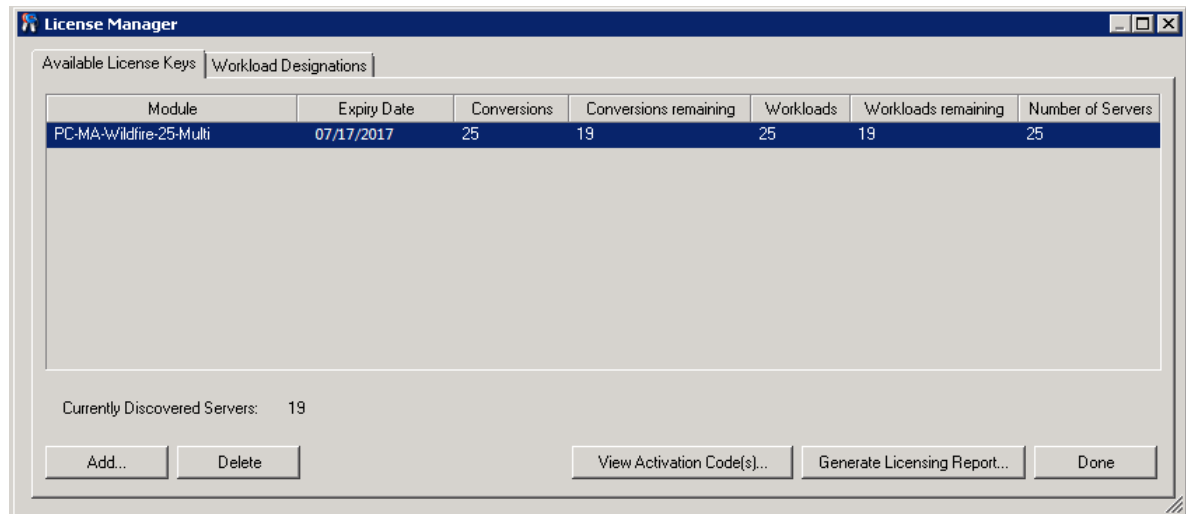 License Manager
Available License Keys Workload Designations
Module Expiry Date Conversions Conversions remaining Workloads Workloads remaining Number of Servers
PC-MA-Wildfire-25-Multi 07/17/2017 25 19 25 19 25
Currently Discovered Servers: 19
Add... Delete View Activation Code(s)... Generate Licensing Report... Done